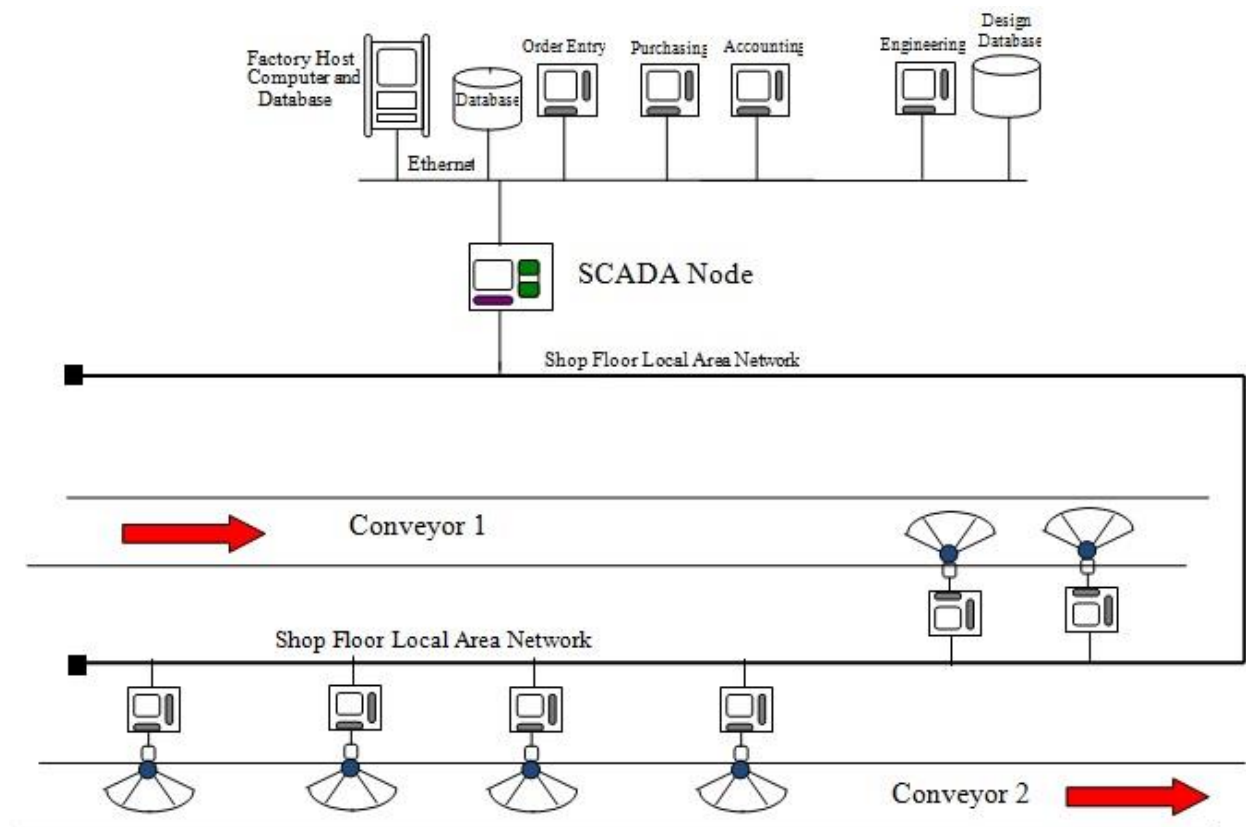 Factory Host
Computer and
Database
Database
Order Entry
Purchasing
Accounting
Engineering
Design
Database
Ethernet
SCADA Node
Shop Floor Local Area Network
Conveyor 1
Shop Floor Local Area Network
Conveyor 2